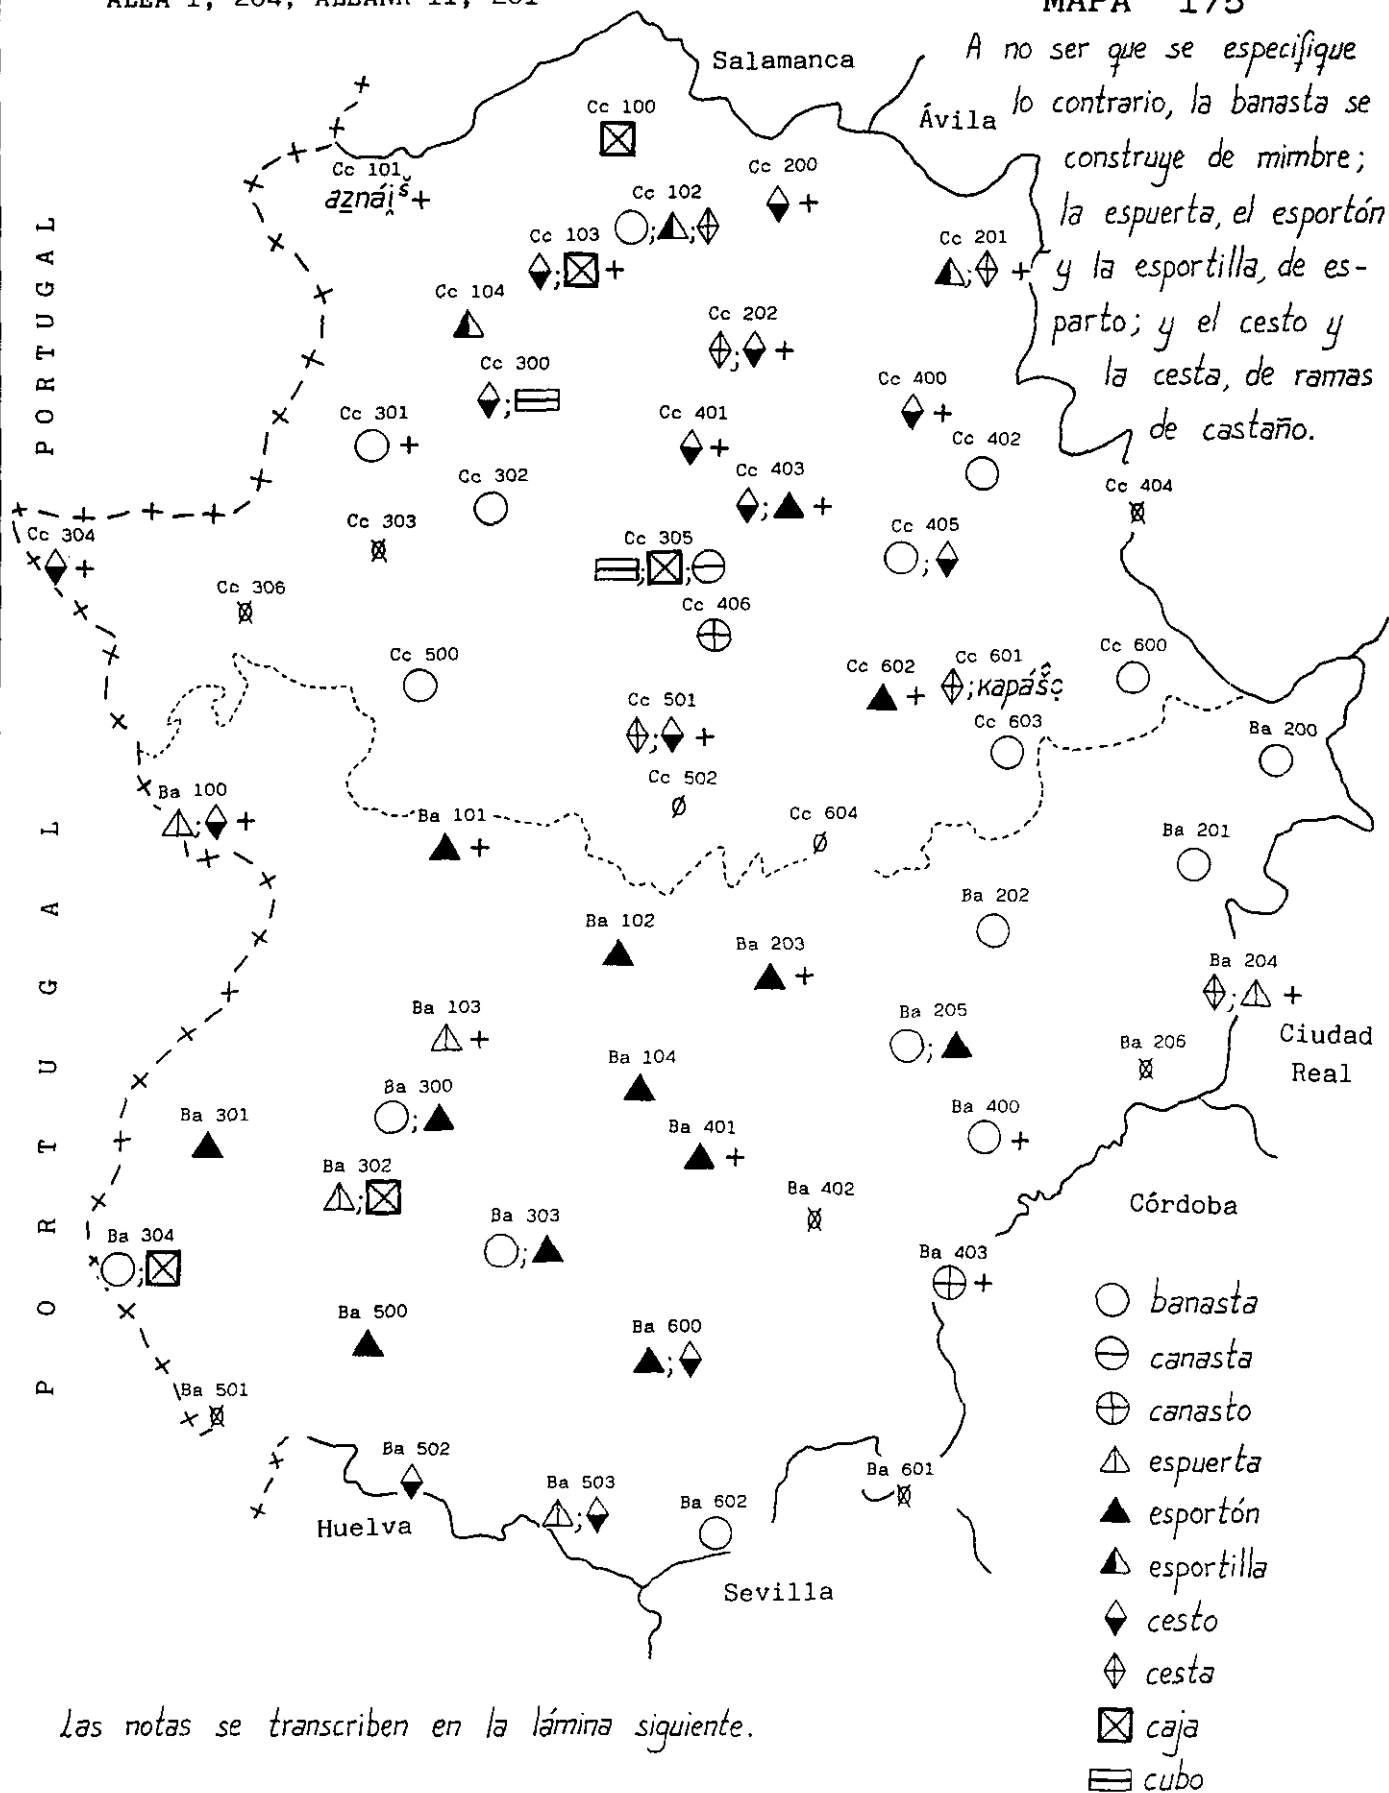 ALEA I, 204; ALEANR II, 201
MAPA 175
A no ser que se especifique
lo contrario, la banasta se
construye de mimbre;
la espuerta, el esportón
y la esportilla, de es-
parto; y el cesto y
la cesta, de ramas
de castaño.
Salamanca
Ávila
Cc 100
Cc 101
Cc 200
Cc 102
Cc 103
Cc 201
Cc 104
Cc 202
Cc 300
Cc 400
Cc 301
Cc 401
Cc 402
Cc 302
Cc 403
Cc 404
Cc 303
Cc 304
Cc 305
Cc 405
Cc 306
Cc 406
Cc 500
Cc 602
Cc 601
Cc 600
Cc 501
Cc 603
Ba 200
Cc 502
Ba 100
Ba 101
Cc 604
Ba 201
Ba 202
Ba 102
Ba 203
Ba 204
Ba 103
Ba 205
Ciudad
Real
Ba 104
Ba 206
Ba 300
Ba 301
Ba 401
Ba 400
Ba 302
Ba 402
Córdoba
Ba 303
Ba 304
Ba 403
Ba 500
Ba 600
Ba 501
Ba 502
Ba 503
Ba 601
Ba 602
Huelva
Sevilla
PORTUGAL
PORTUGAL
banasta
canasta
canasto
espuerta
esportón
esportilla
cesto
cesta
caja
cubo
Las notas se transcriben en la lámina siguiente.